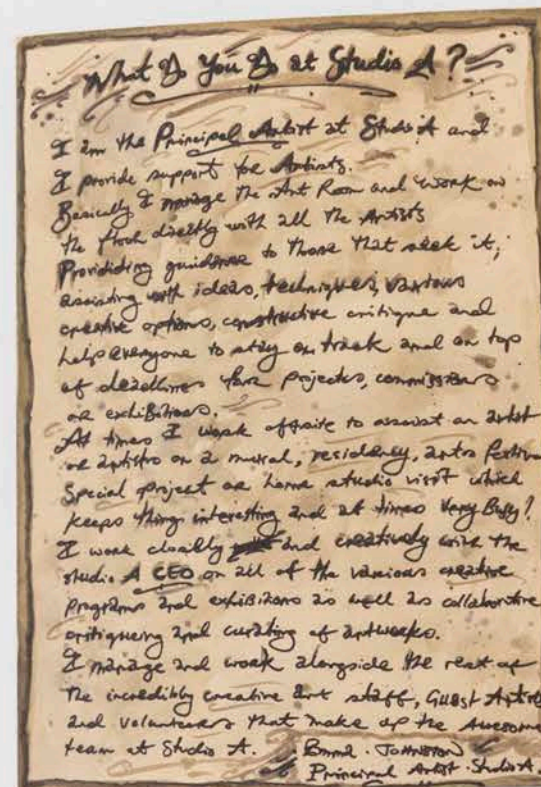 What Do You Do at Studio A?
I am the Principal Artist at Studio A and
I provide support for Artists.
Basically I manage the Art Room and work on
the floor directly with all the Artists
Provididing guidance to those that seek it,
assisting with ideas, techniques, various
creative options, constructive critique and
help everyone to stay on track and on top
of deadlines for projects, commissions
or exhibitions.
At times I work offsite to assist an artist
or artists on a mural, residency, arts festival
Special project or home studio visit which
keeps things interesting and at times Very Busy!
I work closely and creatively with the
studio A CEO on all of the various creative
programs and exhibitions as well as collaborative
critiqueing and curating of artworks.
I manage and work alongside the rest of
the incredibly creative art staff, Guest Artists
and volunteers that make up the Awesome
team at Studio A.
Johnston
Principal Artist · Studio A.